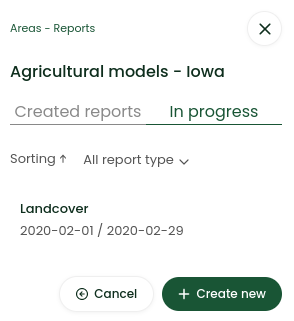 Areas - Reports
Agricultural models - Iowa
Created reports In progress
Sorting ↑ All report type
Landcover
2020-02-01 / 2020-02-29
Cancel + Create new